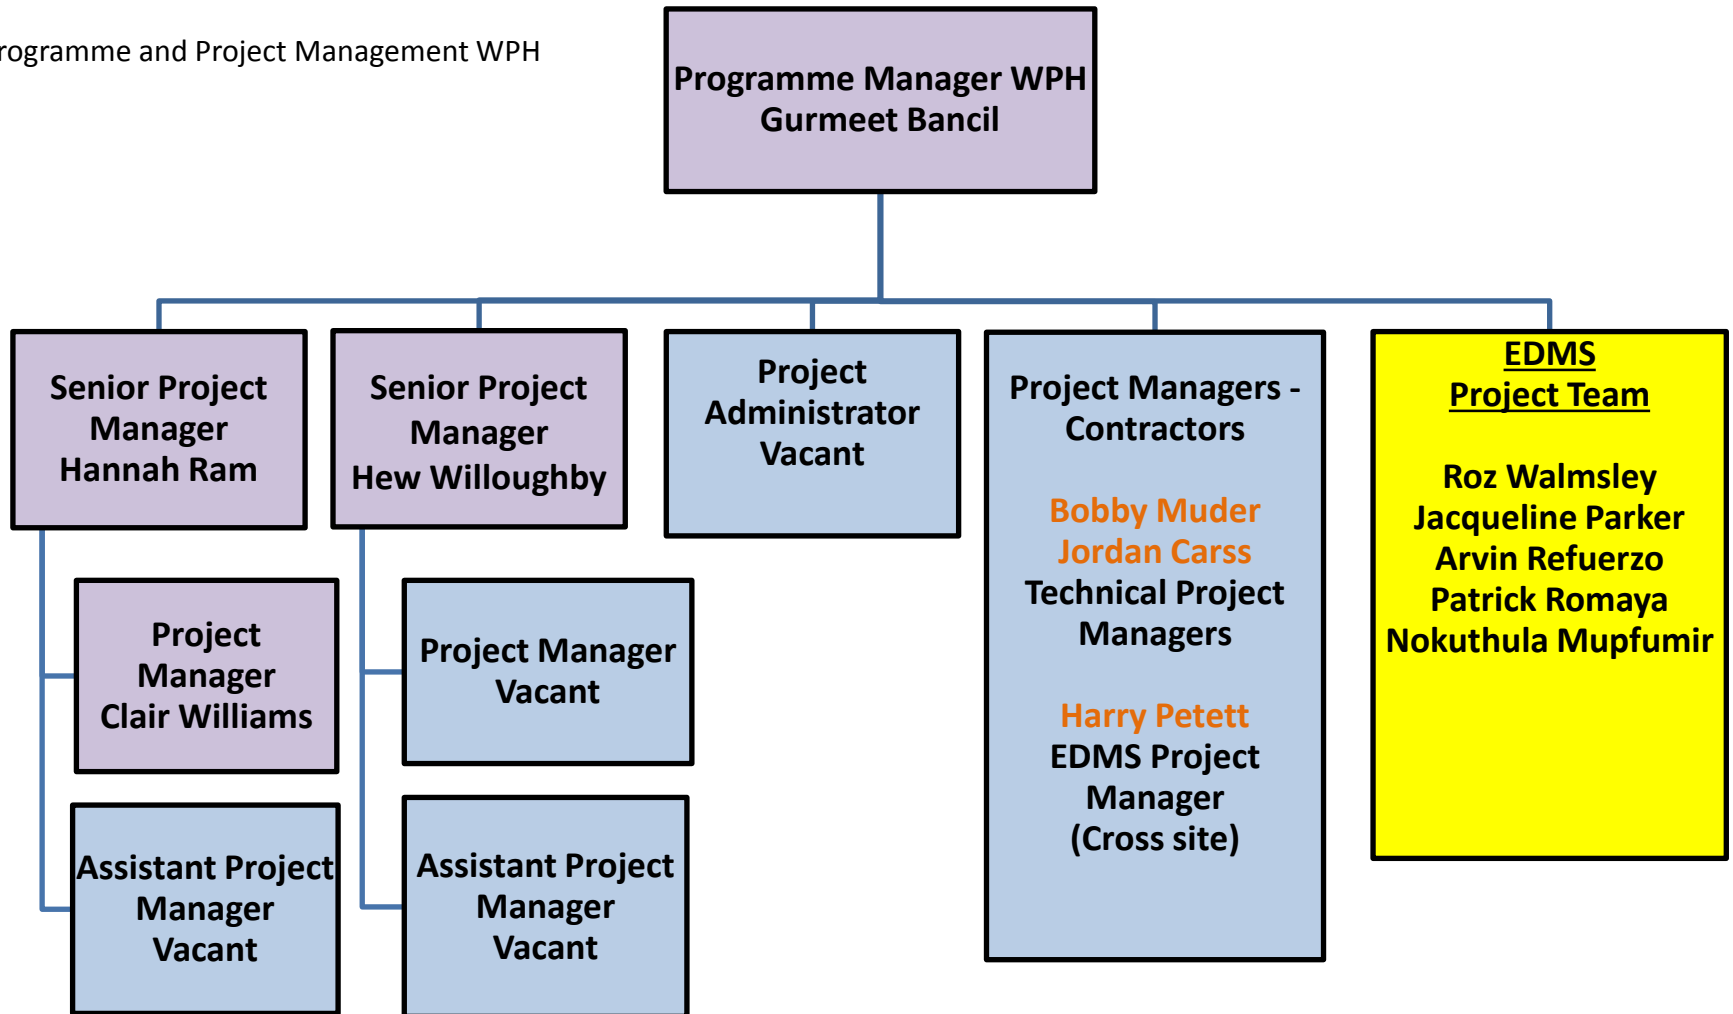 rogramme and Project Management WPH
Programme Manager WPH
Gurmeet Bancil
Senior Project
Manager
Hannah Ram
Senior Project
Manager
Hew Willoughby
Project
Administrator
Vacant
Project Managers -
Contractors
Bobby Muder
Jordan Carss
Technical Project
Managers
Harry Petett
EDMS Project
Manager
(Cross site)
EDMS
Project Team
Roz Walmsley
Jacqueline Parker
Arvin Refuerzo
Patrick Romaya
Nokuthula Mupfumir
Project
Manager
Clair Williams
Project Manager
Vacant
Assistant Project
Manager
Vacant
Assistant Project
Manager
Vacant